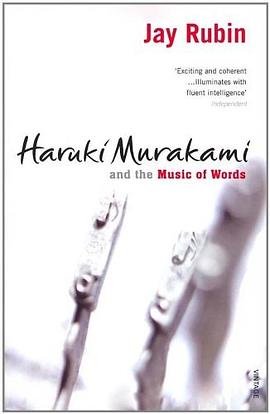 Jay Rubin
'Exciting and coherent
...Illuminates with
fluent intelligence'
Independent
Haruki Murakami
and the Music of Words
VINTAGE